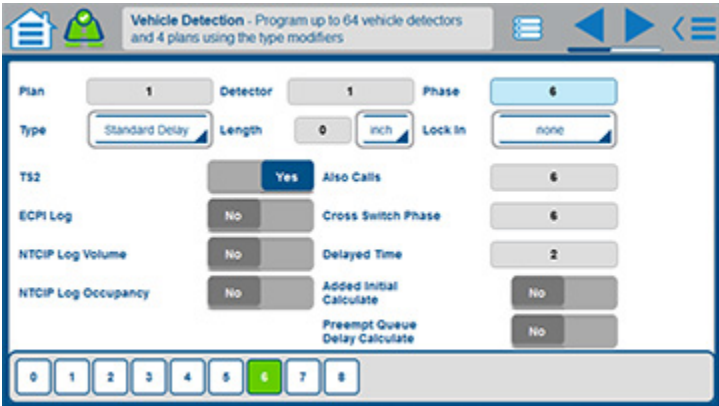 Vehicle Detection - Program up to 64 vehicle detectors
and 4 plans using the type modifiers
Plan 1 Detector 1 Phase 6
Type Standard Delay Length 0 inch Lock In none
TS2 Yes Also Calls 6
ECPI Log No Cross Switch Phase 6
NTCIP Log Volume No Delayed Time 2
NTCIP Log Occupancy No Added Initial
Calculate No
Preempt Queue
Delay Calculate No
0 1 2 3 4 5 6 7 8